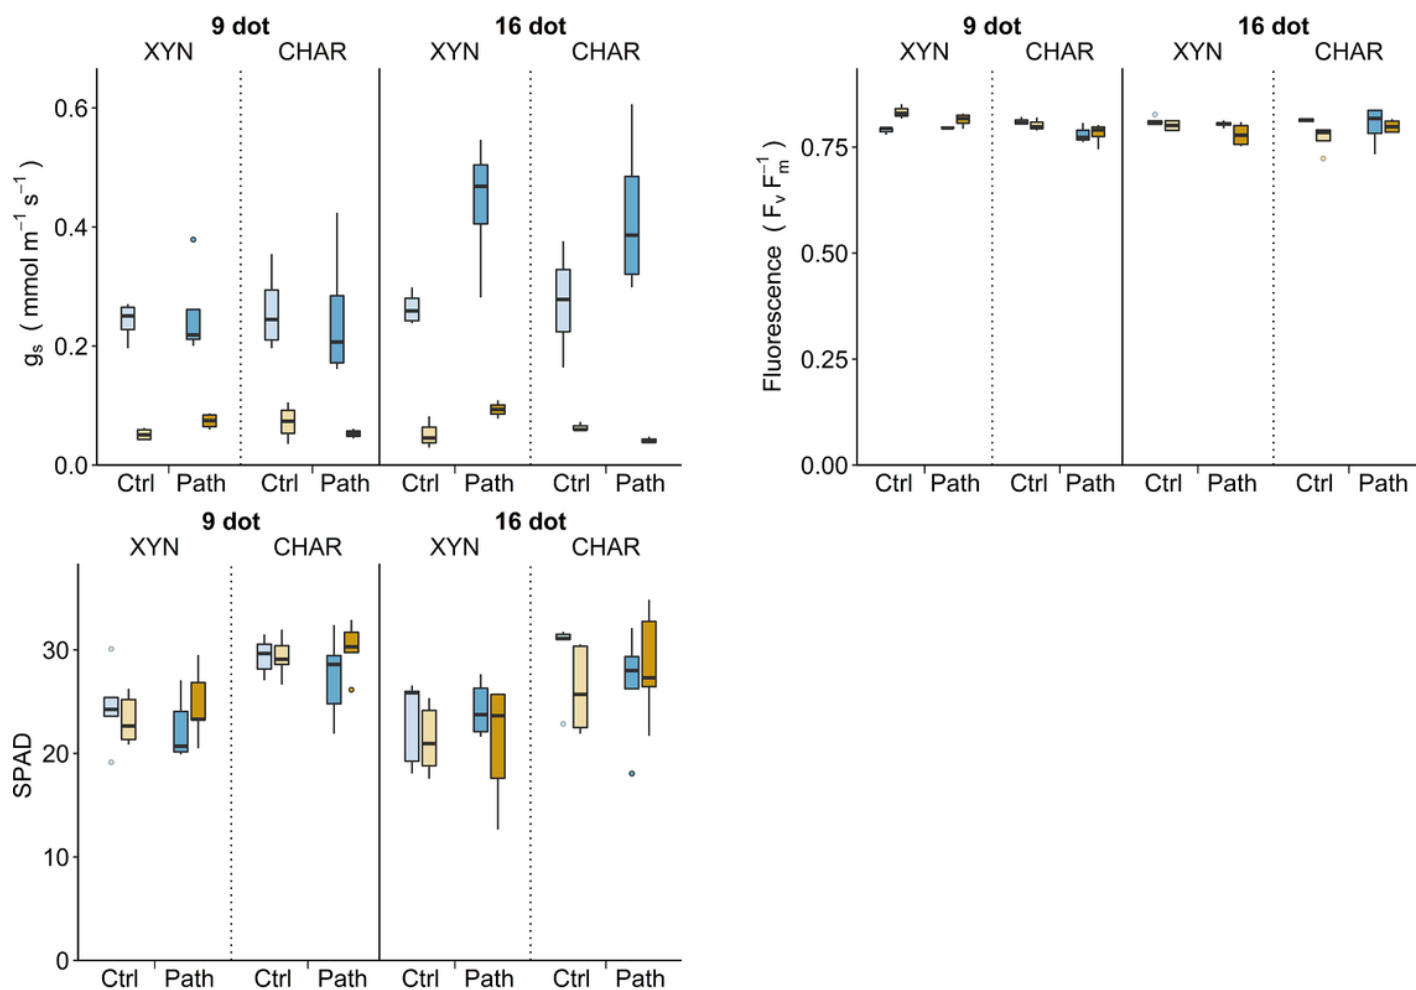 9 dot 16 dot
XYN CHAR XYN CHAR
0.6
0.4
0.2
0.0
gₛ ( mmol m⁻¹ s⁻¹ )
Ctrl Path Ctrl Path Ctrl Path Ctrl Path
9 dot 16 dot
XYN CHAR XYN CHAR
0.75
0.50
0.25
0.00
Fluorescence ( Fᵥ Fₘ⁻¹ )
Ctrl Path Ctrl Path Ctrl Path Ctrl Path
9 dot 16 dot
XYN CHAR XYN CHAR
30
20
10
0
SPAD
Ctrl Path Ctrl Path Ctrl Path Ctrl Path